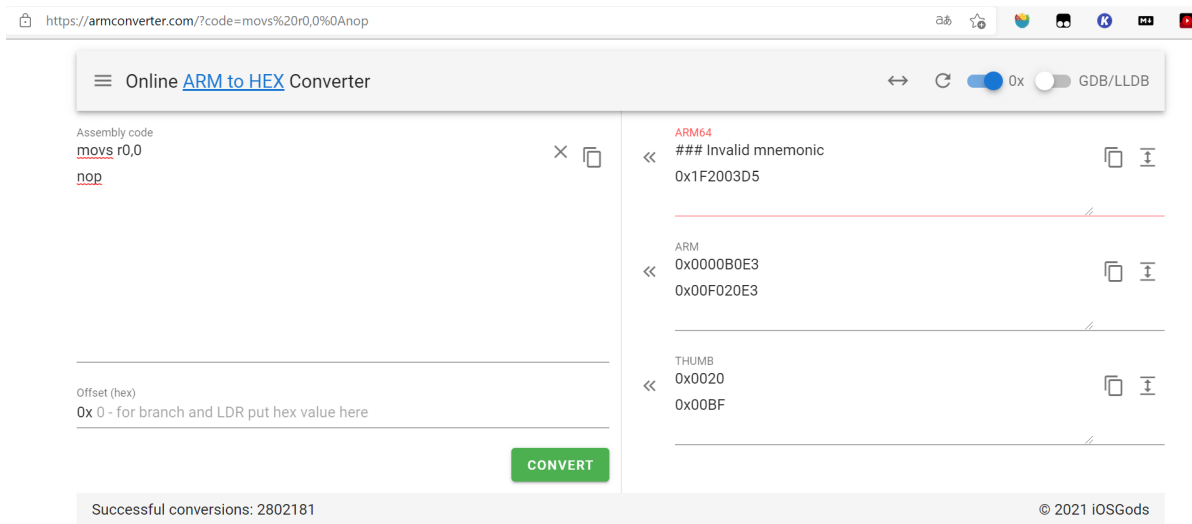 https://armconverter.com/?code=movs%20r0,0%0Anop
Online ARM to HEX Converter
0x
GDB/LLDB
Assembly code
movs r0,0
nop
Offset (hex)
0x 0 - for branch and LDR put hex value here
CONVERT
ARM64
### Invalid mnemonic
0x1F2003D5
ARM
0x0000B0E3
0x00F020E3
THUMB
0x0020
0x00BF
Successful conversions: 2802181
© 2021 iOSGods